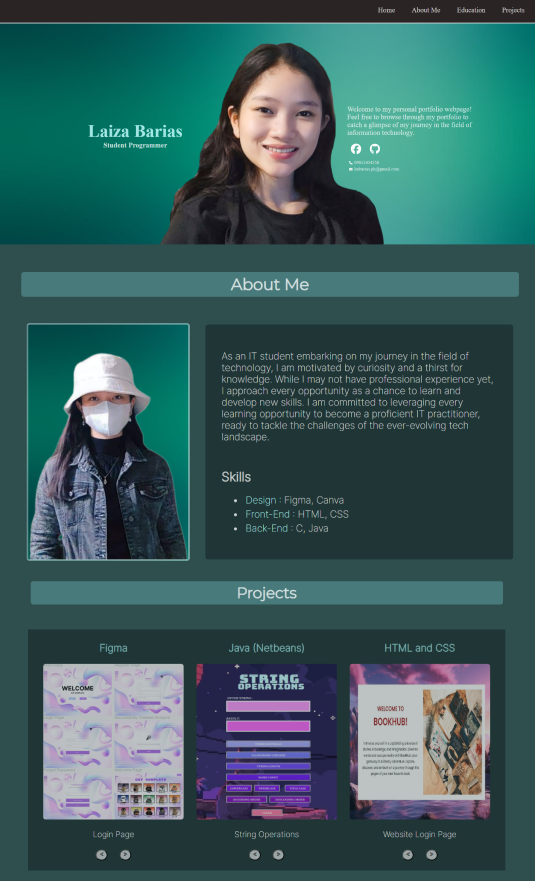 Home About Me Education Projects
Laiza Barias
Student Programmer
Welcome to my personal portfolio webpage!
Feel free to browse through my portfolio to
catch a glimpse of my journey in the field of
information technology.
About Me
As an IT student embarking on my journey in the field of
technology, I am motivated by curiosity and a thirst for
knowledge. While I may not have professional experience yet,
I approach every opportunity as a chance to learn and
develop new skills. I am committed to leveraging every
learning opportunity to become a proficient IT practitioner,
ready to tackle the challenges of the ever-evolving tech
landscape.
Skills
Design : Figma, Canva
Front-End : HTML, CSS
Back-End : C, Java
Projects
Figma Java (Netbeans) HTML and CSS
WELCOME
STRING
OPERATIONS
WELCOME TO
BOOKHUB!
Login Page String Operations Website Login Page
< > < > < >